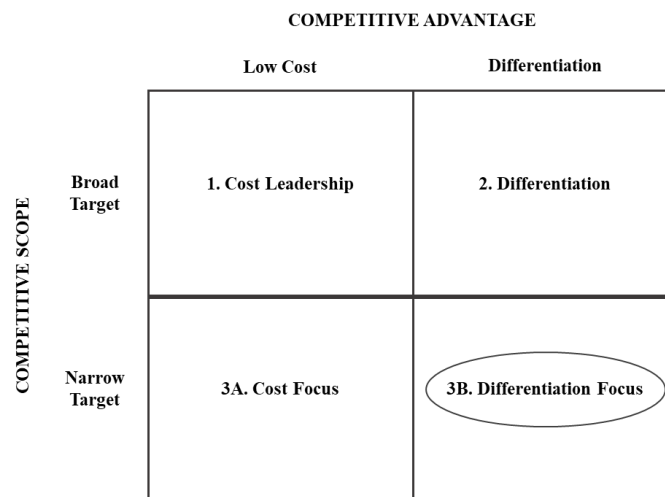 COMPETITIVE ADVANTAGE
Low Cost
Differentiation
COMPETITIVE SCOPE
Broad
Target
1. Cost Leadership
2. Differentiation
Narrow
Target
3A. Cost Focus
3B. Differentiation Focus